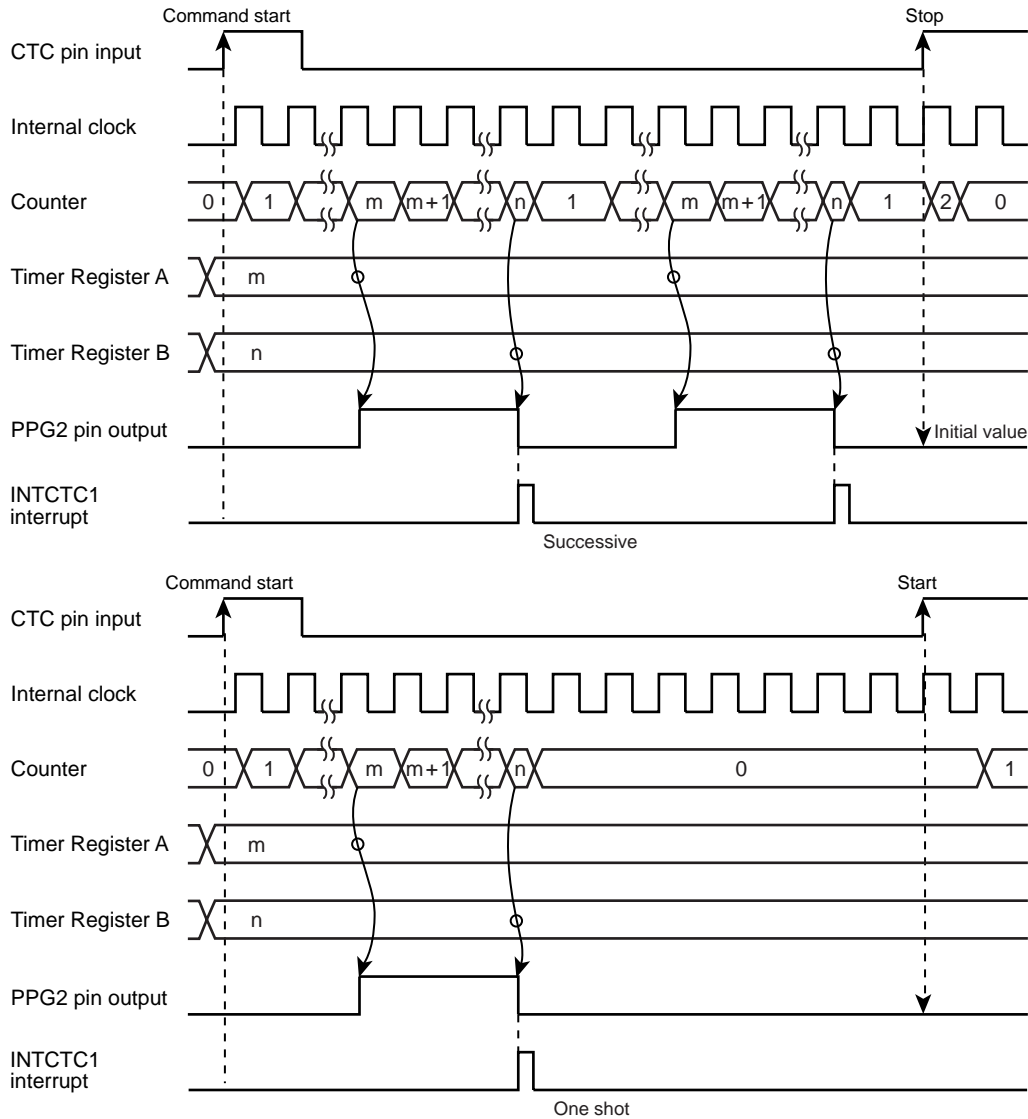 Command start
Stop
CTC pin input
Internal clock
Counter
0 1 m m+1 n 1 m m+1 n 1 2 0
Timer Register A
m
Timer Register B
n
PPG2 pin output
Initial value
INTCTC1
interrupt
Successive
Command start
Start
CTC pin input
Internal clock
Counter
0 1 m m+1 n 0 1
Timer Register A
m
Timer Register B
n
PPG2 pin output
INTCTC1
interrupt
One shot